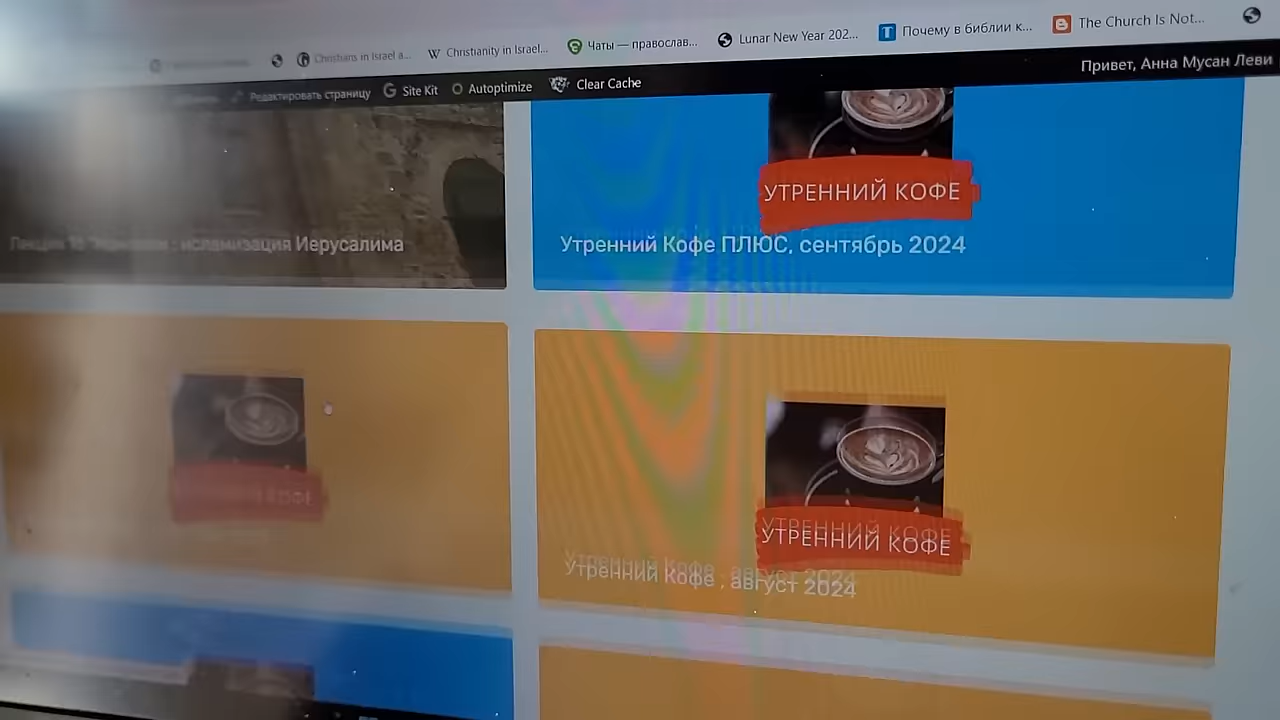 Christians in Israel a...
Christianity in Israel...
Чаты — православ...
Lunar New Year 202...
Почему в библии к...
The Church Is Not...
Привет, Анна Мусан Леви
Редактировать страницу
Site Kit
Autoptimize
Clear Cache
УТРЕННИЙ КОФЕ
исламизация Иерусалима
Утренний Кофе ПЛЮС, сентябрь 2024
УТРЕННИЙ КОФЕ
Утренний Кофе , август 2024